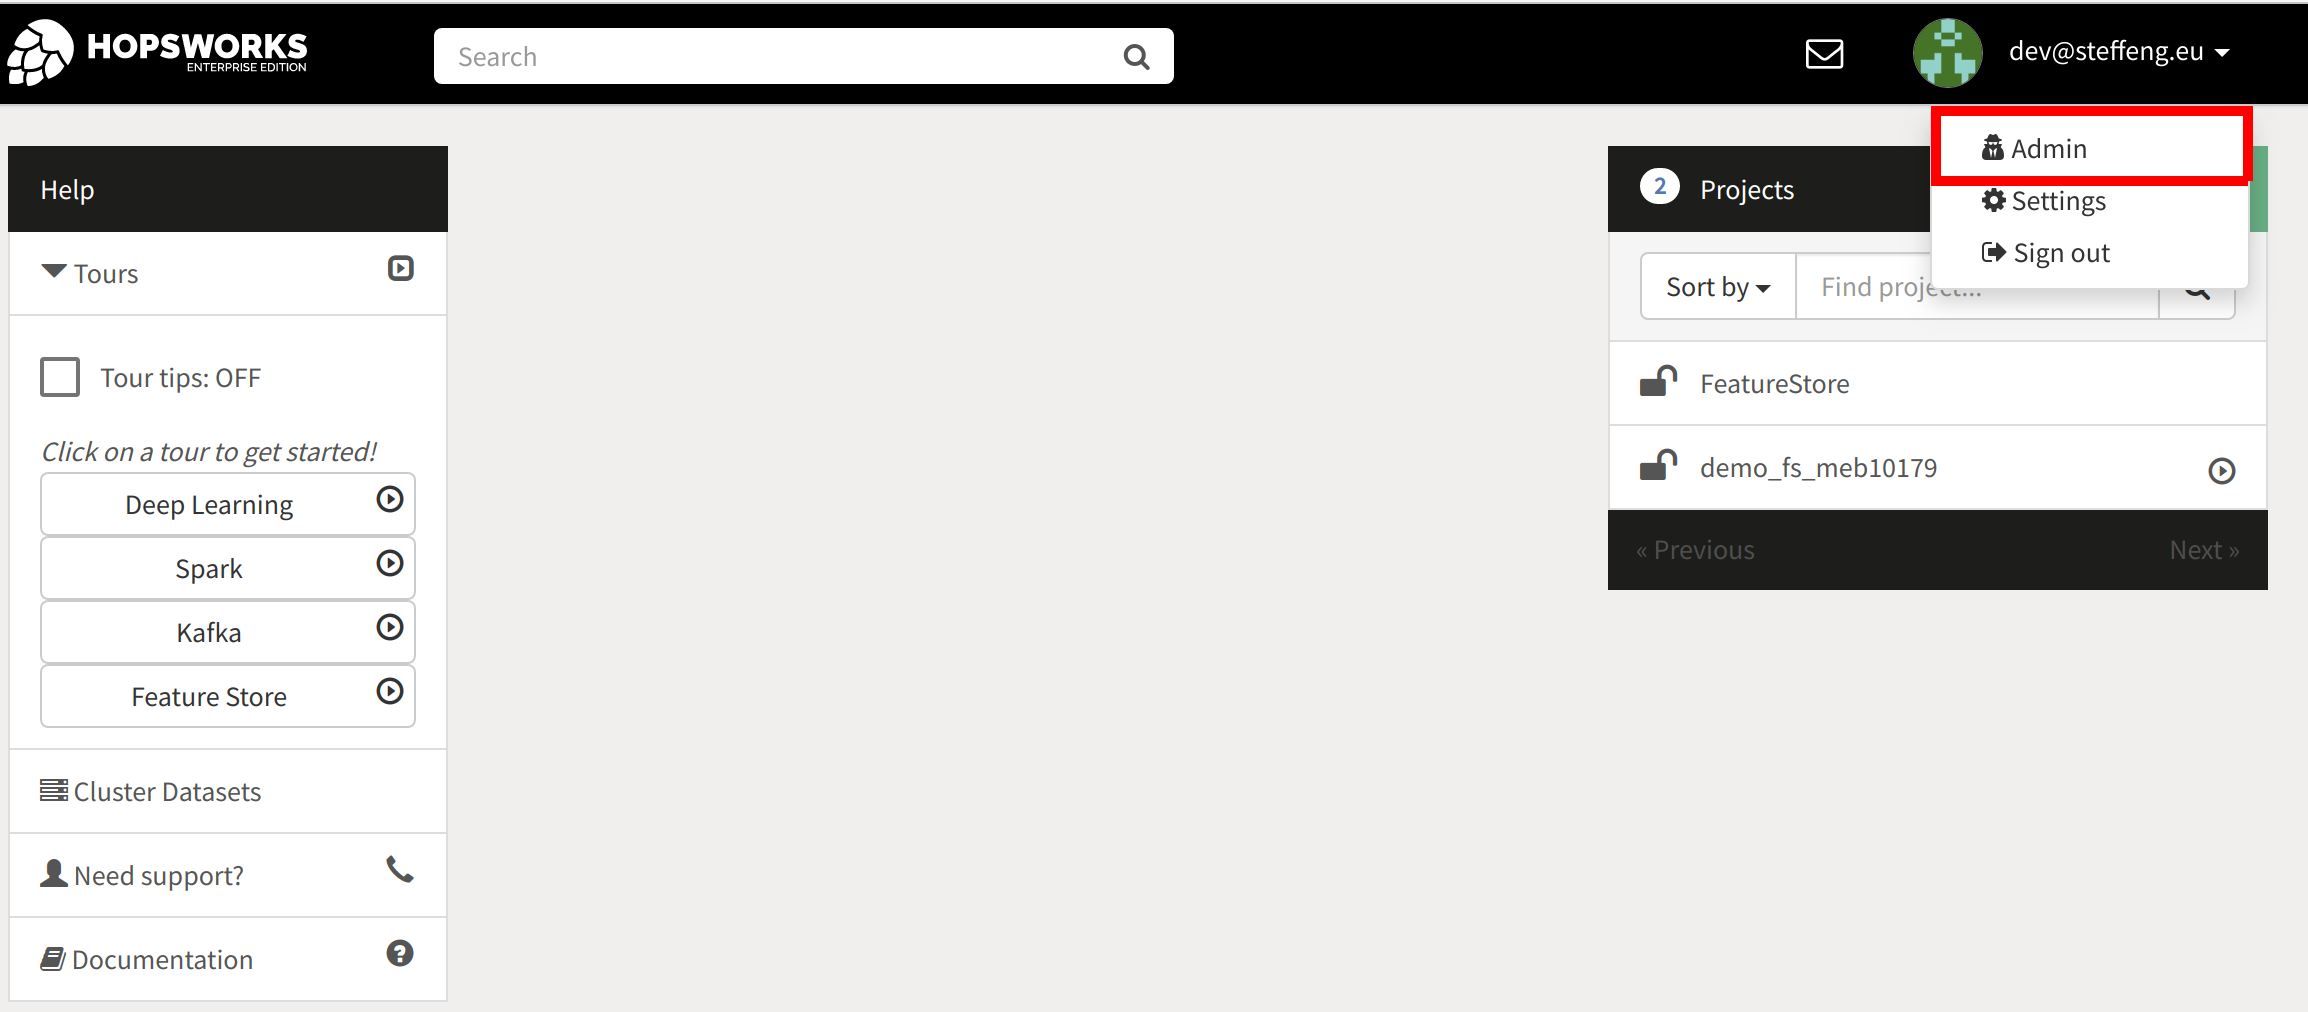 HOPSWORKS
ENTERPRISE EDITION
Search
dev@steffeng.eu
Admin
Settings
Sign out
Help
Tours
Tour tips: OFF
Click on a tour to get started!
Deep Learning
Spark
Kafka
Feature Store
Cluster Datasets
Need support?
Documentation
2 Projects
Sort by
Find project...
FeatureStore
demo_fs_meb10179
« Previous
Next »